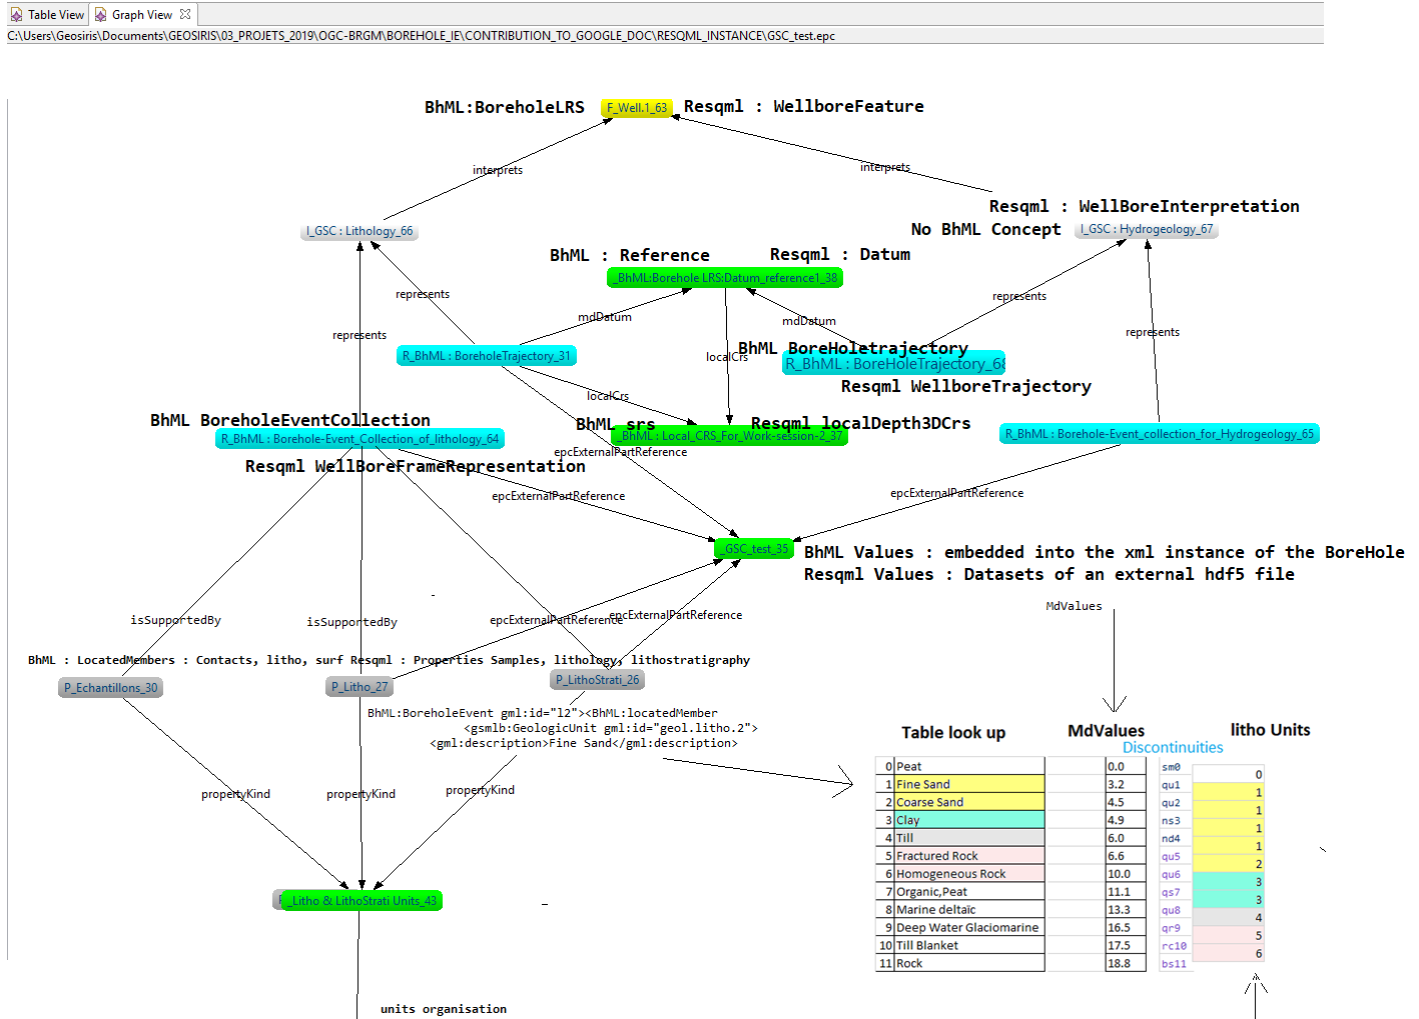 Table View Graph View
C:\Users\Geosiris\Documents\GEOSIRIS\03_PROJETS_2019\OGC-BRGM\BOREHOLE_IE\CONTRIBUTION_TO_GOOGLE_DOC\RESQML_INSTANCE\GSC_test.epc
BhML:BoreholeLRS F_Well.1_63 Resqml : WellboreFeature
interprets
interprets
Resqml : WellBoreInterpretation
I_GSC : Lithology_66
No BhML Concept I_GSC : Hydrogeology_67
BhML : Reference Resqml : Datum
_BhML:Borehole LRS:Datum_reference1_38
represents
represents
mdDatum
mdDatum
represents
represents
BhML BoreHoletrajectory
R_BhML : BoreholeTrajectory_31
localCrs
R_BhML : BoreHoleTrajectory_68
Resqml WellboreTrajectory
localCrs
BhML BoreholeEventCollection
BhML srs Resqml localDepth3DCrs
R_BhML : Borehole-Event_Collection_of_lithology_64
_BhML : Local_CRS_For_Work-session-2_37
R_BhML : Borehole-Event_collection_for_Hydrogeology_65
epcExternalPartReference
Resqml WellBoreFrameRepresentation
epcExternalPartReference
epcExternalPartReference
_GSC_test_35
BhML Values : embedded into the xml instance of the BoreHole
Resqml Values : Datasets of an external hdf5 file
MdValues
isSupportedBy
isSupportedBy
epcExternalPartReference
epcExternalPartReference
BhML : LocatedMembers : Contacts, litho, surf Resqml : Properties Samples, lithology, lithostratigraphy
P_Echantillons_30
P_Litho_27
P_LithoStrati_26
BhML:BoreholeEvent gml:id="l2"><BhML:locatedMember
<gsmlb:GeologicUnit gml:id="geol.litho.2">
<gml:description>Fine Sand</gml:description>
Table look up MdValues litho Units
Discontinuities
0 Peat 0.0 sm0 0
1 Fine Sand 3.2 qu1 1
2 Coarse Sand 4.5 qu2 1
3 Clay 4.9 ns3 1
4 Till 6.0 nd4 1
5 Fractured Rock 6.6 qu5 2
6 Homogeneous Rock 10.0 qu6 3
7 Organic,Peat 11.1 qs7 3
8 Marine deltaïc 13.3 qu8 4
9 Deep Water Glaciomarine 16.5 qr9 5
10 Till Blanket 17.5 rc10 6
11 Rock 18.8 bs11
propertyKind
propertyKind
propertyKind
_Litho & LithoStrati Units_43
units organisation